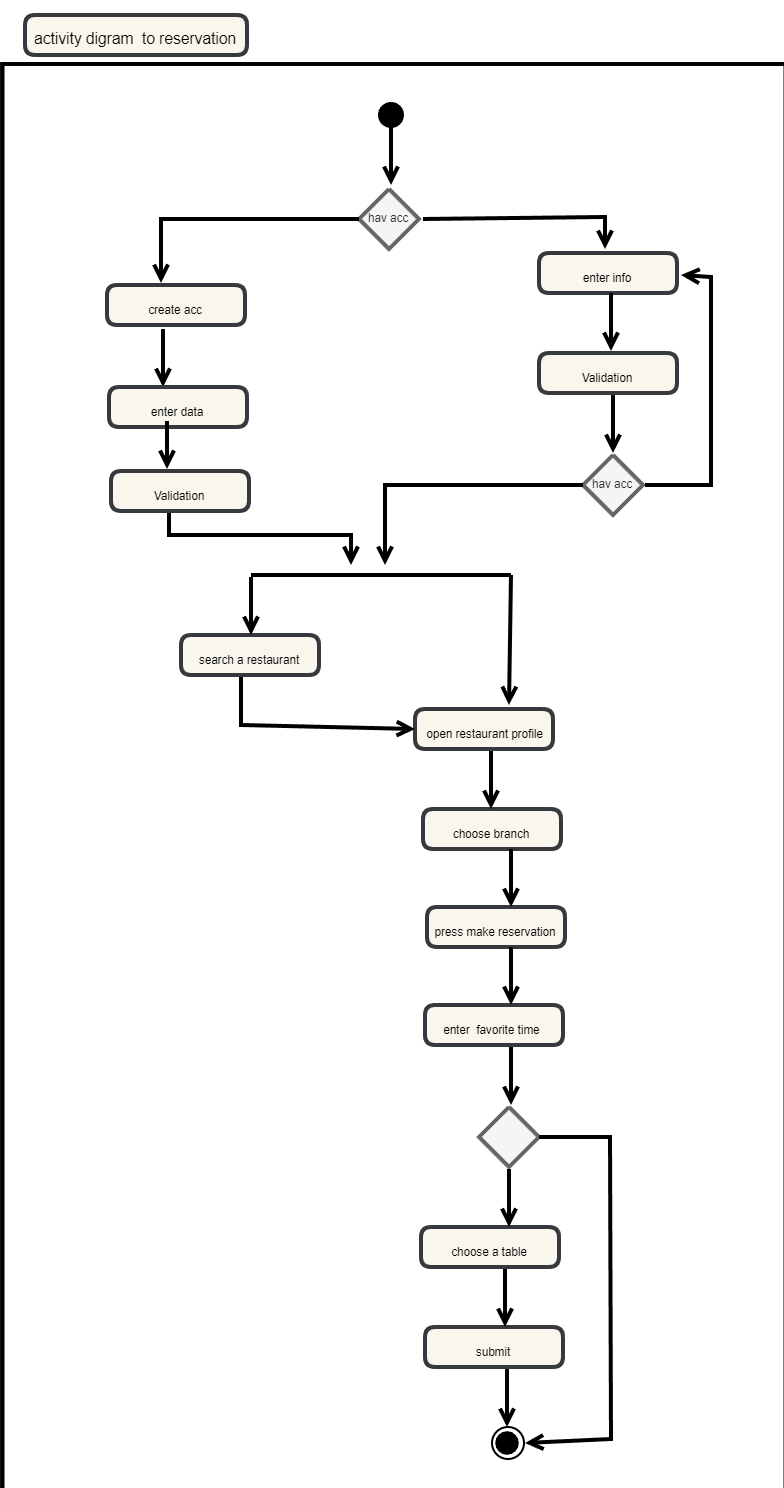 activity digram  to reservation
hav acc
enter info
create acc
Validation
enter data
hav acc
Validation
search a restaurant
open restaurant profile
choose branch
press make reservation
enter  favorite time
choose a table
submit